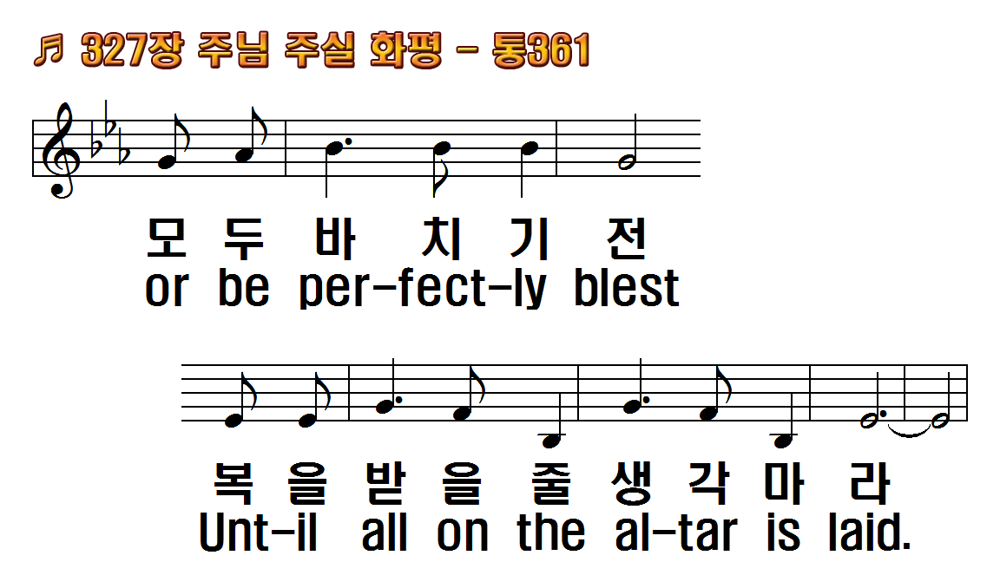 ♬ 327장 주님 주실 화평 - 통361
모 두 바 치 기 전
or be per-fect-ly blest
복 을 받 을 줄 생 각 마 라
Unt-il all on the al-tar is laid.